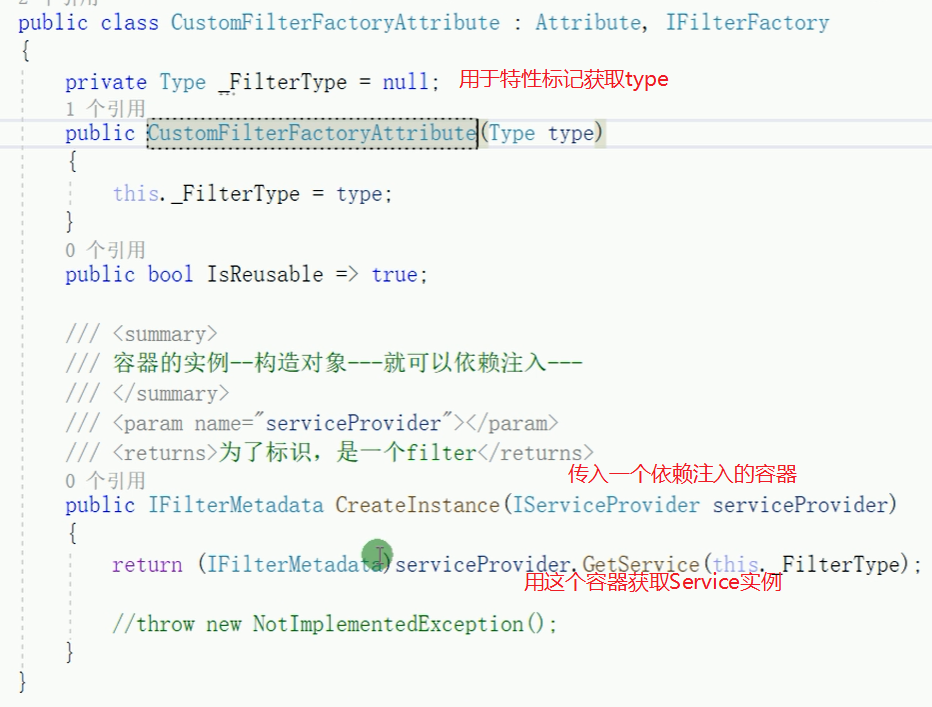 2 个引用
public class CustomFilterFactoryAttribute : Attribute, IFilterFactory
{
private Type _FilterType = null; 用于特性标记获取type
1 个引用
public CustomFilterFactoryAttribute(Type type)
{
this._FilterType = type;
}
0 个引用
public bool IsReusable => true;
/// <summary>
/// 容器的实例--构造对象---就可以依赖注入---
/// </summary>
/// <param name="serviceProvider"></param>
/// <returns>为了标识，是一个filter</returns>
传入一个依赖注入的容器
0 个引用
public IFilterMetadata CreateInstance(IServiceProvider serviceProvider)
{
return (IFilterMetadata)serviceProvider.GetService(this._FilterType);
用这个容器获取Service实例
//throw new NotImplementedException();
}
}